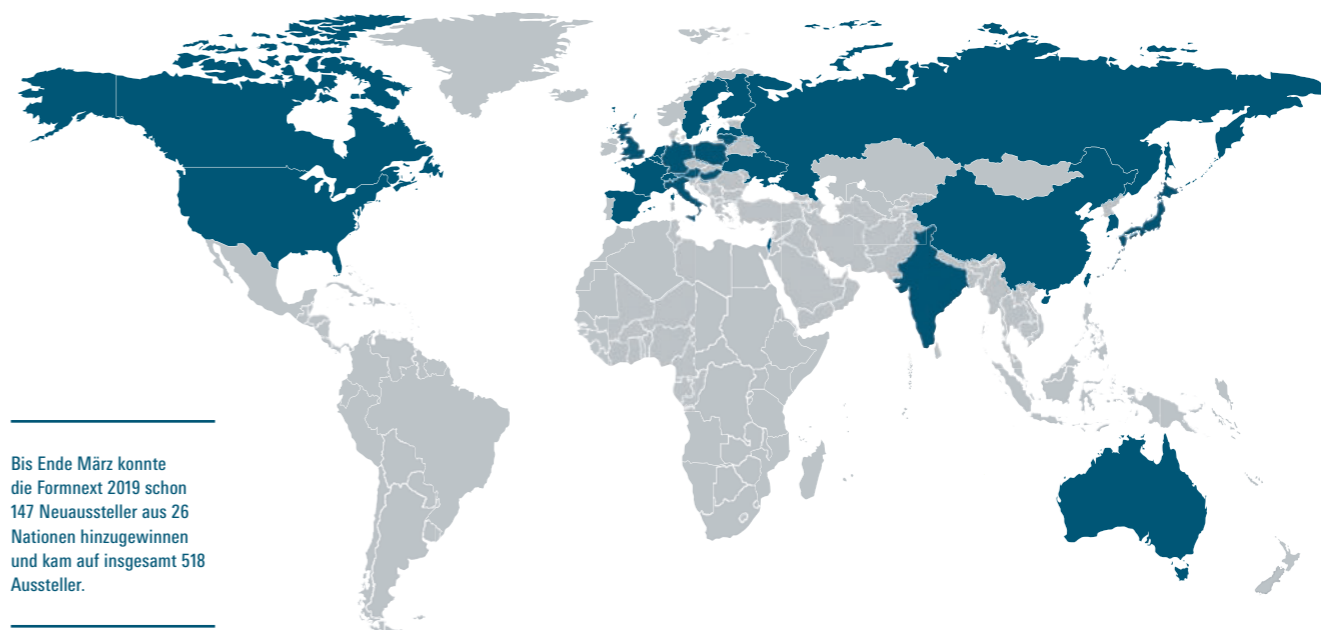 Bis Ende März konnte
die Formnext 2019 schon
147 Neuaussteller aus 26
Nationen hinzugewinnen
und kam auf insgesamt 518
Aussteller.